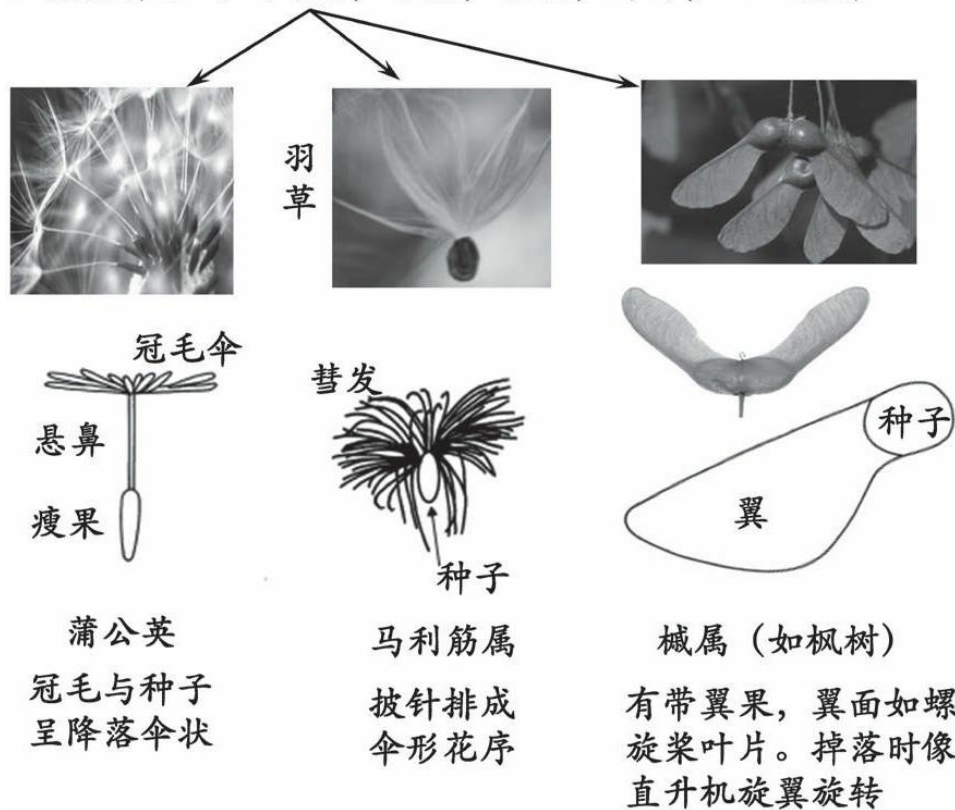 羽
草
冠毛伞
悬鼻
瘦果
彗发
种子
种子
翼
蒲公英
冠毛与种子
呈降落伞状
马利筋属
披针排成
伞形花序
槭属（如枫树）
有带翼果，翼面如螺
旋桨叶片。掉落时像
直升机旋翼旋转